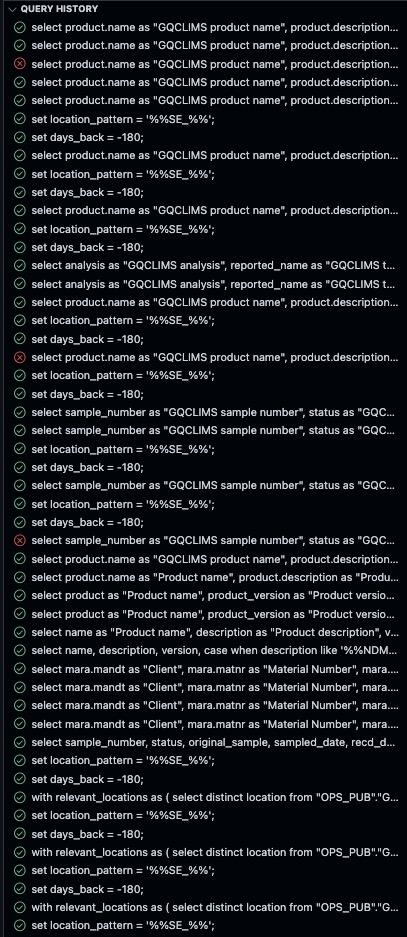 QUERY HISTORY
select product.name as "GQCLIMS product name", product.description...
select product.name as "GQCLIMS product name", product.description...
select product.name as "GQCLIMS product name", product.description...
select product.name as "GQCLIMS product name", product.description...
select product.name as "GQCLIMS product name", product.description...
set location_pattern = '%%SE_%%';
set days_back = -180;
select product.name as "GQCLIMS product name", product.description...
set location_pattern = '%%SE_%%';
set days_back = -180;
select product.name as "GQCLIMS product name", product.description...
set location_pattern = '%%SE_%%';
set days_back = -180;
select analysis as "GQCLIMS analysis", reported_name as "GQCLIMS t...
select analysis as "GQCLIMS analysis", reported_name as "GQCLIMS t...
select product.name as "GQCLIMS product name", product.description...
set location_pattern = '%%SE_%%';
set days_back = -180;
select product.name as "GQCLIMS product name", product.description...
set location_pattern = '%%SE_%%';
set days_back = -180;
select sample_number as "GQCLIMS sample number", status as "GQC...
select sample_number as "GQCLIMS sample number", status as "GQC...
set location_pattern = '%%SE_%%';
set days_back = -180;
select sample_number as "GQCLIMS sample number", status as "GQC...
set location_pattern = '%%SE_%%';
set days_back = -180;
select sample_number as "GQCLIMS sample number", status as "GQC...
select product.name as "GQCLIMS product name", product.description...
select product.name as "Product name", product.description as "Produ...
select product as "Product name", product_version as "Product versio...
select product as "Product name", product_version as "Product versio...
select name as "Product name", description as "Product description", v...
select name, description, version, case when description like '%%NDM...
select mara.mandt as "Client", mara.matnr as "Material Number", mara....
select mara.mandt as "Client", mara.matnr as "Material Number", mara....
select mara.mandt as "Client", mara.matnr as "Material Number", mara....
select mara.mandt as "Client", mara.matnr as "Material Number", mara....
select sample_number, status, original_sample, sampled_date, recd_d...
set location_pattern = '%%SE_%%';
set days_back = -180;
with relevant_locations as ( select distinct location from "OPS_PUB"."G...
set location_pattern = '%%SE_%%';
set days_back = -180;
with relevant_locations as ( select distinct location from "OPS_PUB"."G...
set location_pattern = '%%SE_%%';
set days_back = -180;
with relevant_locations as ( select distinct location from "OPS_PUB"."G...
set location_pattern = '%%SE_%%';